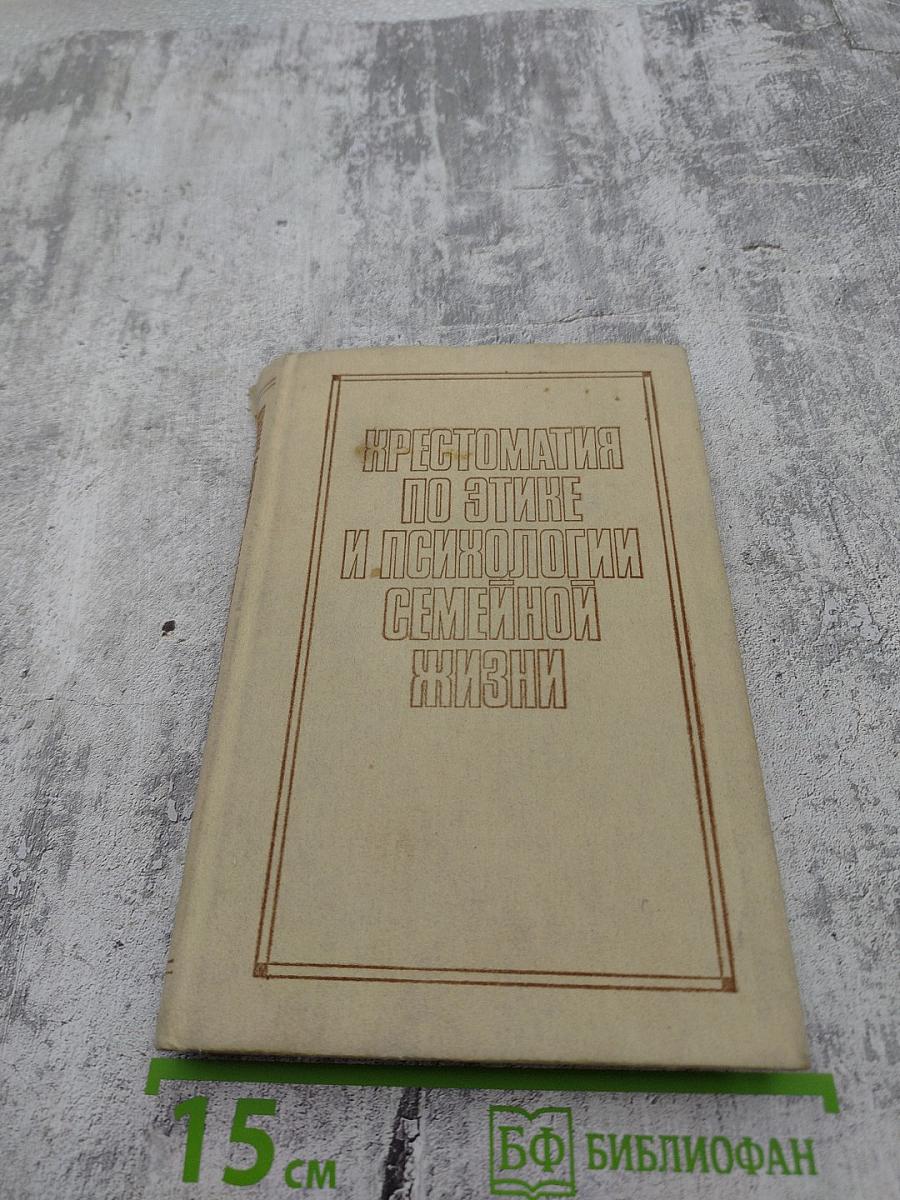 ХРЕСТОМАТИЯ
ПО ЭТИКЕ
И ПСИХОЛОГИИ
СЕМЕЙНОЙ
ЖИЗНИ
15 см
БФ БИБЛИОФАН